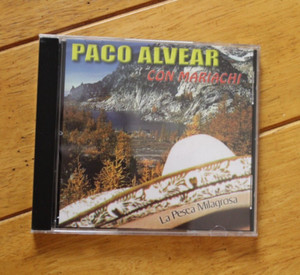 PACO ALVEAR
CON MARIACHI
La Pesca Milagrosa